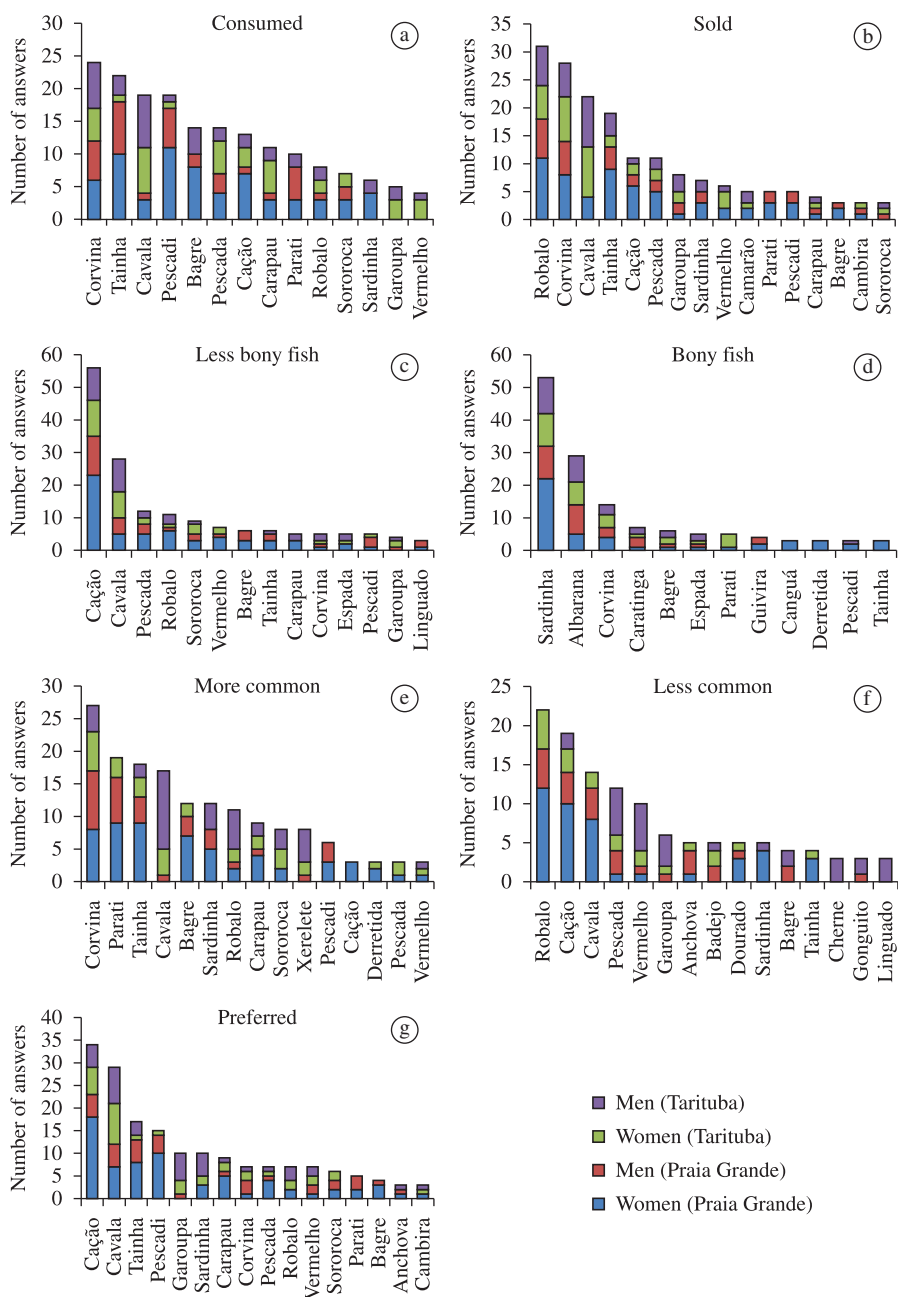 Consumed
a
Number of answers
30
25
20
15
10
5
0
Corvina
Tainha
Cavala
Pescadi
Bagre
Pescada
Cação
Carapau
Parati
Robalo
Sororoca
Sardinha
Garoupa
Vermelho
Sold
b
Number of answers
35
30
25
20
15
10
5
0
Robalo
Corvina
Cavala
Tainha
Cação
Pescada
Garoupa
Sardinha
Vermelho
Camarão
Parati
Pescadi
Carapau
Bagre
Cambira
Sororoca
Less bony fish
c
Number of answers
60
50
40
30
20
10
0
Cação
Cavala
Pescada
Robalo
Sororoca
Vermelho
Bagre
Tainha
Carapau
Corvina
Espada
Pescadi
Garoupa
Linguado
Bony fish
d
Number of answers
60
50
40
30
20
10
0
Sardinha
Albarana
Corvina
Caratinga
Bagre
Espada
Parati
Guivira
Canguá
Derretida
Pescadi
Tainha
More common
e
Number of answers
30
25
20
15
10
5
0
Corvina
Parati
Tainha
Cavala
Bagre
Sardinha
Robalo
Carapau
Sororoca
Xerelete
Pescadi
Cação
Derretida
Pescada
Vermelho
Less common
f
Number of answers
25
20
15
10
5
0
Robalo
Cação
Cavala
Pescada
Vermelho
Garoupa
Anchova
Badejo
Dourado
Sardinha
Bagre
Tainha
Cherne
Gonguito
Linguado
Preferred
g
Number of answers
40
35
30
25
20
15
10
5
0
Cação
Cavala
Tainha
Pescadi
Garoupa
Sardinha
Carapau
Corvina
Pescada
Robalo
Vermelho
Sororoca
Parati
Bagre
Anchova
Cambira
Men (Tarituba)
Women (Tarituba)
Men (Praia Grande)
Women (Praia Grande)